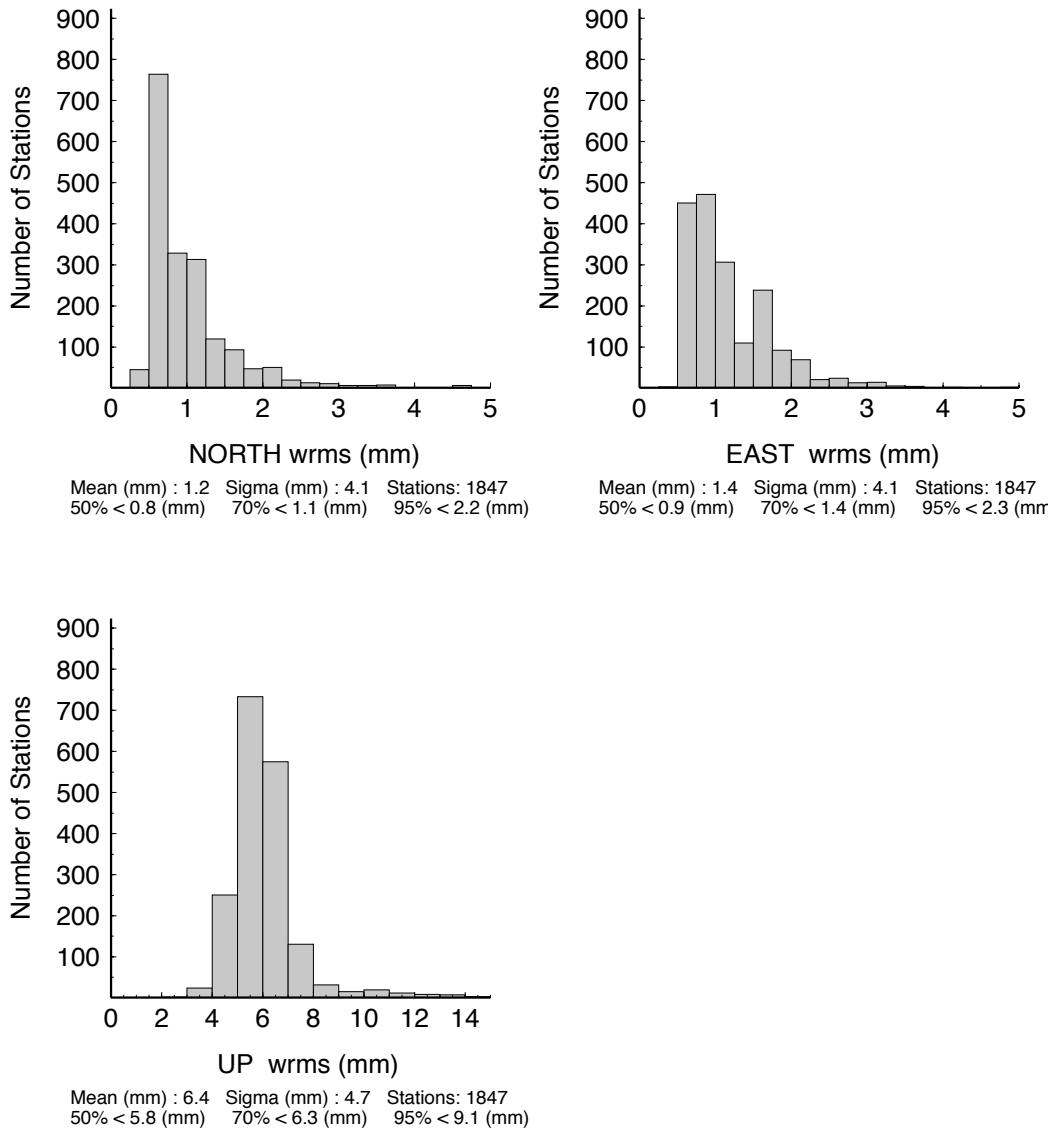 900
800
700
600
500
400
300
200
100
Number of Stations
0 1 2 3 4 5
NORTH wrms (mm)
Mean (mm) : 1.2 Sigma (mm) : 4.1 Stations: 1847
50% < 0.8 (mm) 70% < 1.1 (mm) 95% < 2.2 (mm)
900
800
700
600
500
400
300
200
100
Number of Stations
0 1 2 3 4 5
EAST wrms (mm)
Mean (mm) : 1.4 Sigma (mm) : 4.1 Stations: 1847
50% < 0.9 (mm) 70% < 1.4 (mm) 95% < 2.3 (mm
900
800
700
600
500
400
300
200
100
Number of Stations
0 2 4 6 8 10 12 14
UP wrms (mm)
Mean (mm) : 6.4 Sigma (mm) : 4.7 Stations: 1847
50% < 5.8 (mm) 70% < 6.3 (mm) 95% < 9.1 (mm)